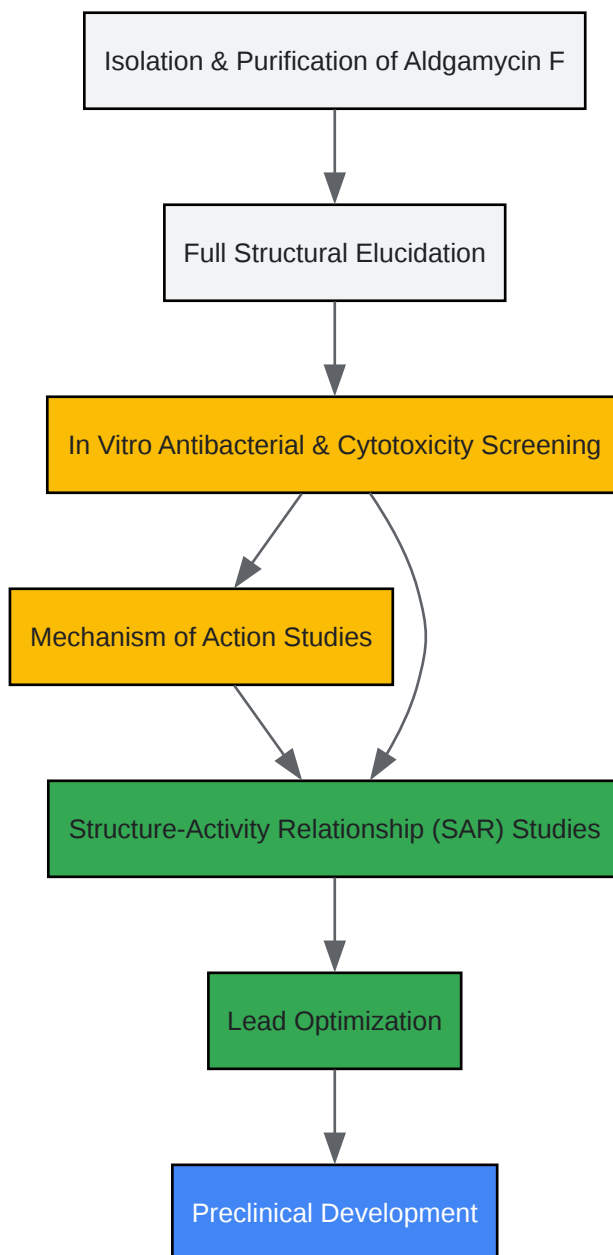 Isolation & Purification of Aldgamycin F
Full Structural Elucidation
In Vitro Antibacterial & Cytotoxicity Screening
Mechanism of Action Studies
Structure-Activity Relationship (SAR) Studies
Lead Optimization
Preclinical Development